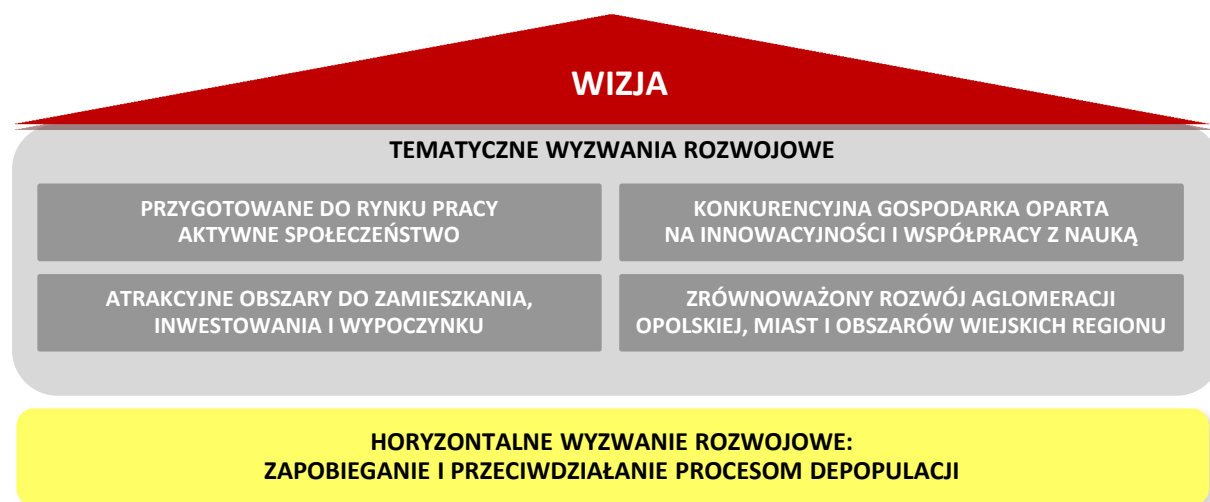 WIZJA
TEMATYCZNE WYZWANIA ROZWOJOWE
PRZYGOTOWANE DO RYNKU PRACY
AKTYWNE SPOŁECZEŃSTWO
KONKURENCYJNA GOSPODARKA OPARTA
NA INNOWACYJNOŚCI I WSPÓŁPRACY Z NAUKĄ
ATRAKCYJNE OBSZARY DO ZAMIESZKANIA,
INWESTOWANIA I WYPOCZYNKU
ZRÓWNOWAŻONY ROZWÓJ AGLOMERACJI
OPOLSKIEJ, MIAST I OBSZARÓW WIEJSKICH REGIONU
HORYZONTALNE WYZWANIE ROZWOJOWE:
ZAPOBIEGANIE I PRZECIWDZIAŁANIE PROCESOM DEPOPULACJI